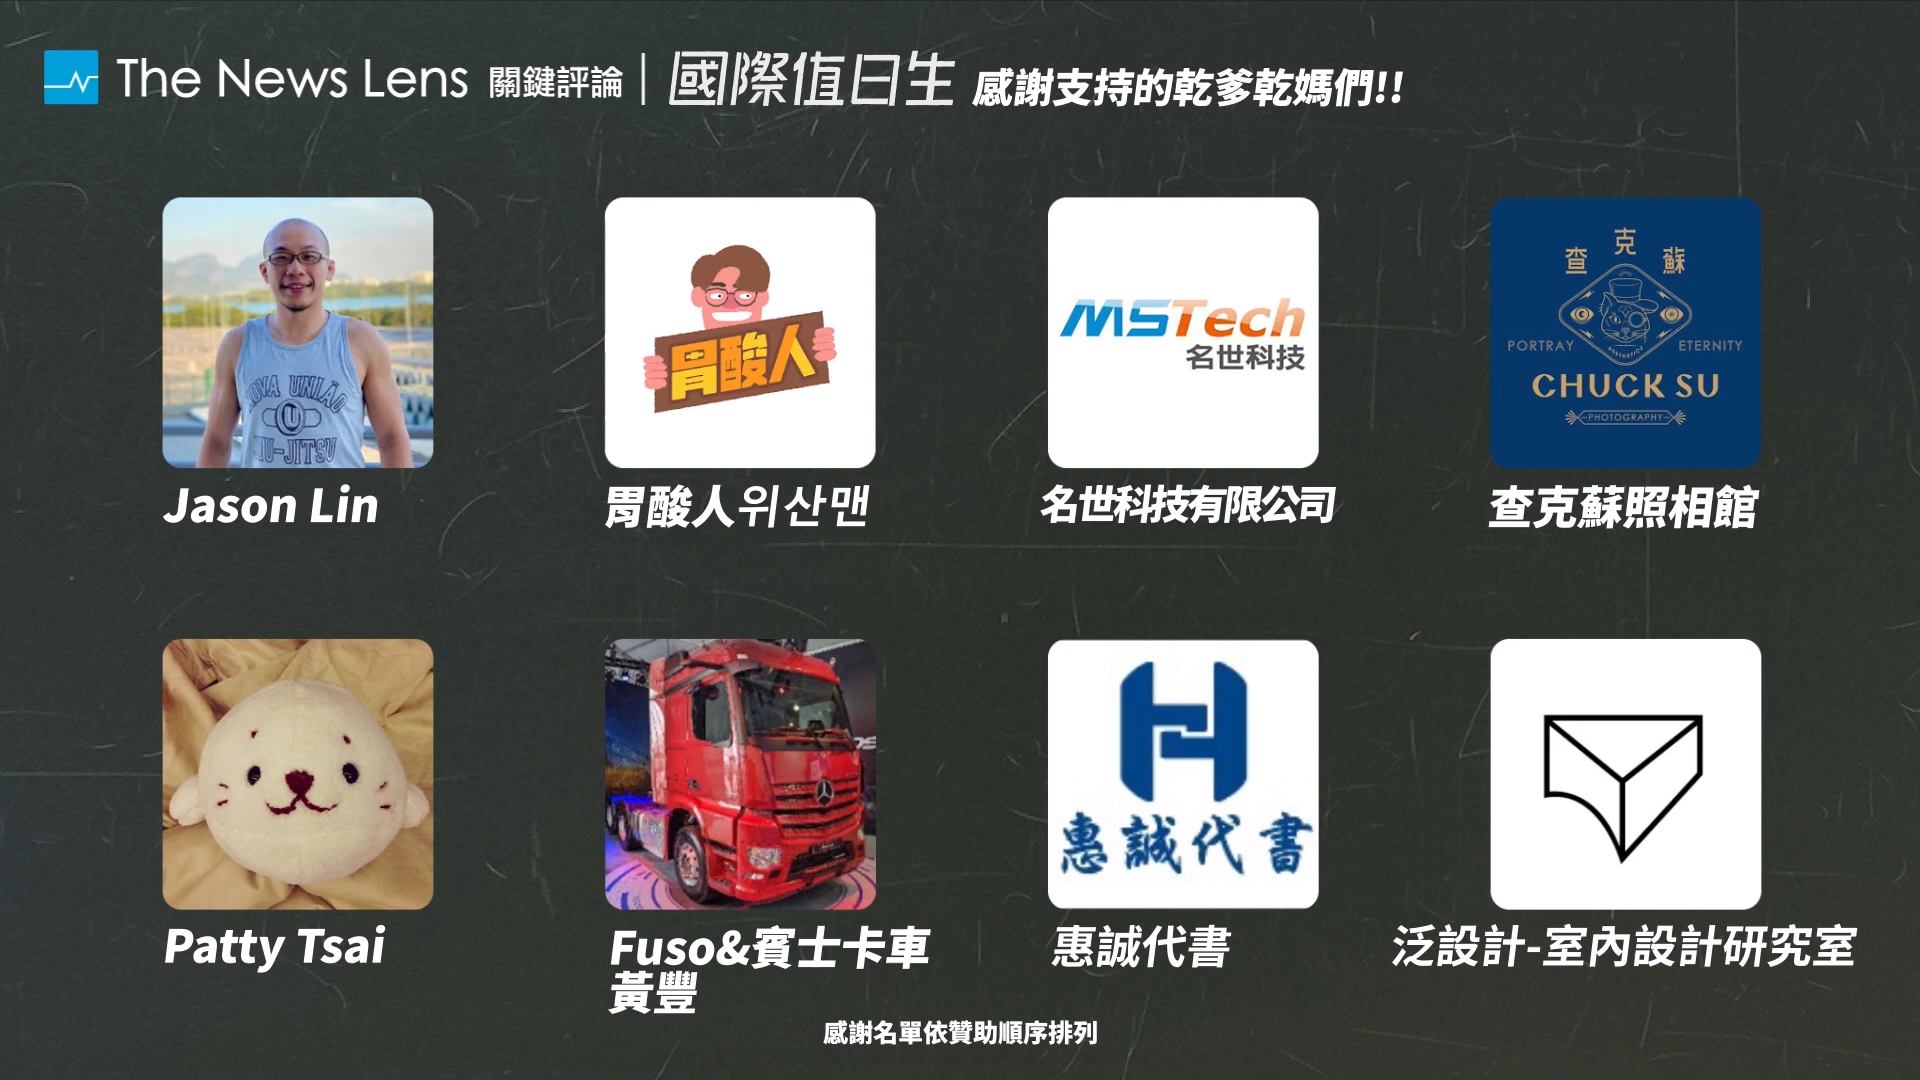 The News Lens 關鍵評論 | 國際值日生 感謝支持的乾爹乾媽們!!
NOVA UNIÃO
U
JIU-JITSU
Jason Lin
胃酸人
胃酸人위산맨
MSTech
名世科技
名世科技有限公司
查克蘇
PORTRAY ETERNITY
AESTHETICS
CHUCK SU
PHOTOGRAPHY
查克蘇照相館
Patty Tsai
Fuso&賓士卡車
黃豐
惠誠代書
惠誠代書
泛設計-室內設計研究室
感謝名單依贊助順序排列